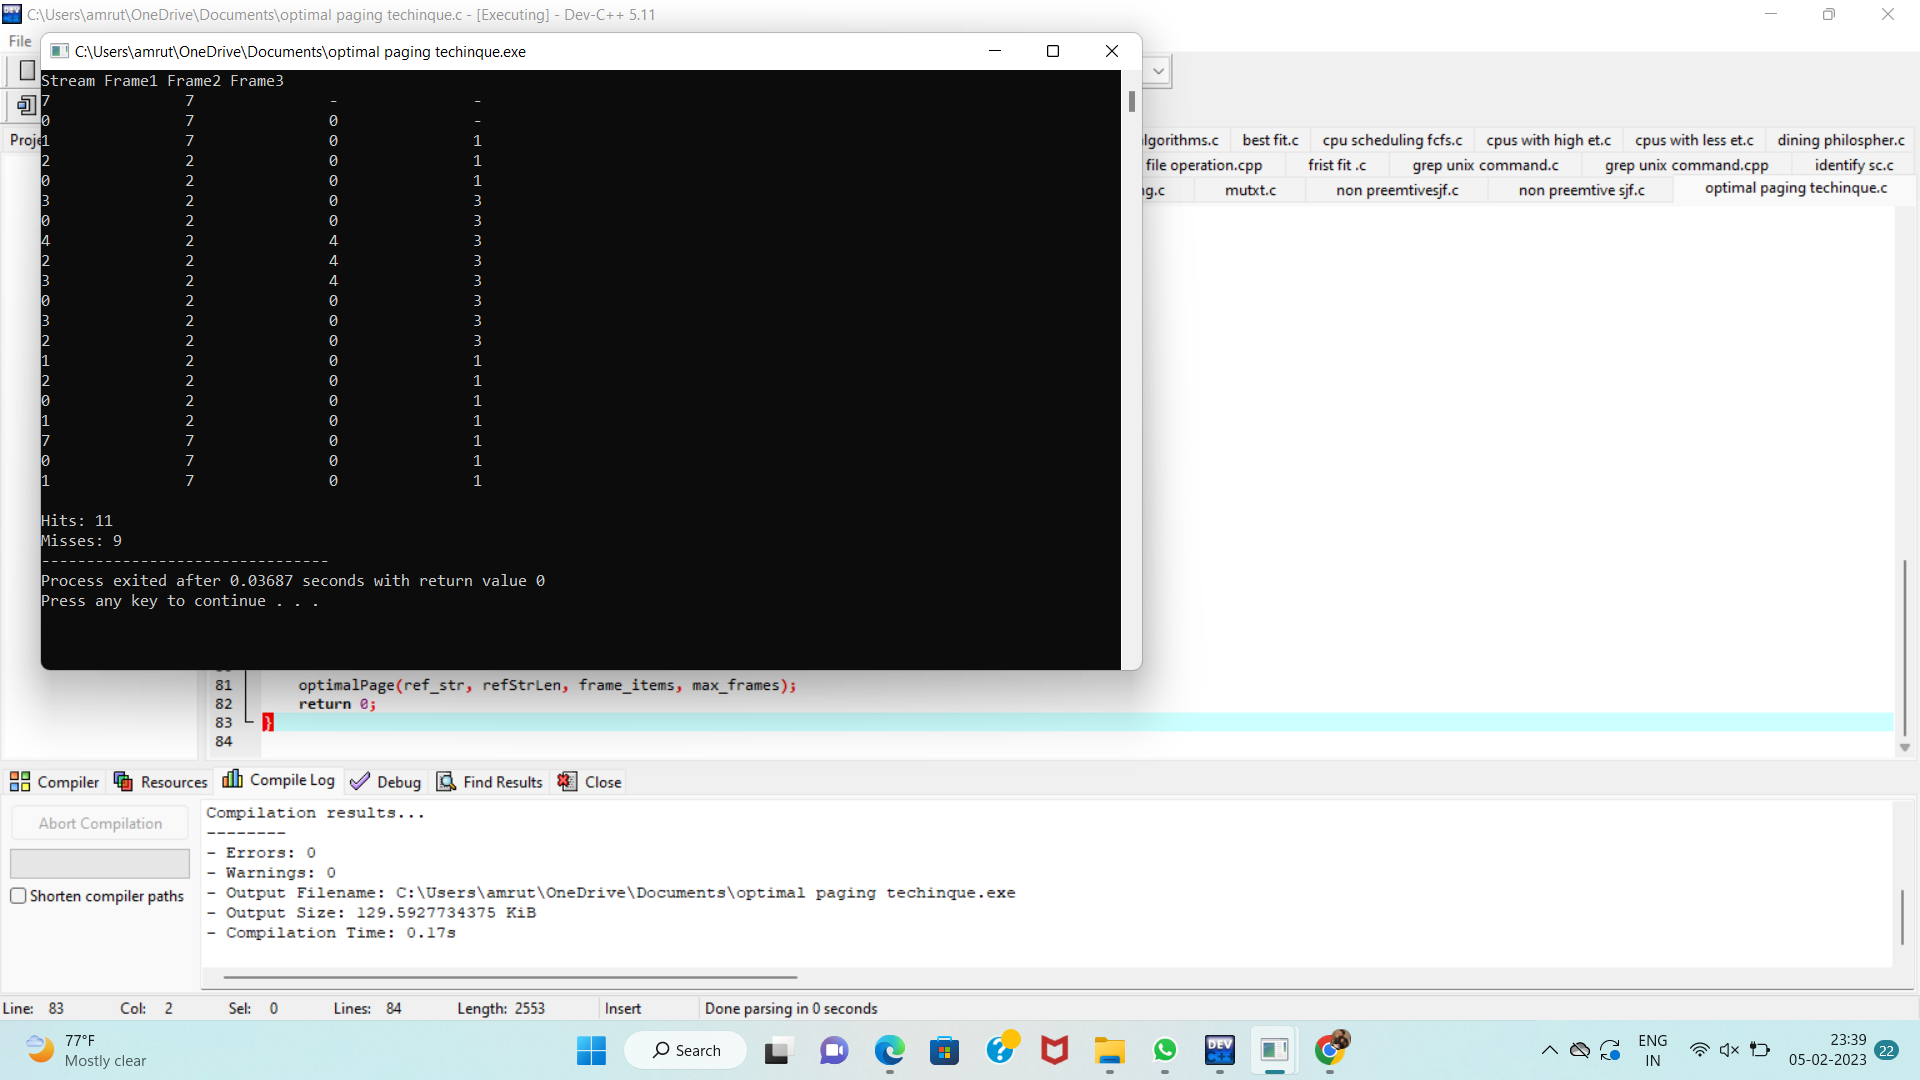 C:\Users\amrut\OneDrive\Documents\optimal paging techinque.c - [Executing] - Dev-C++ 5.11
File
C:\Users\amrut\OneDrive\Documents\optimal paging techinque.exe
Stream Frame1 Frame2 Frame3
7 7 - -
0 7 0 -
1 7 0 1
2 2 0 1
0 2 0 1
3 2 0 3
0 2 0 3
4 2 4 3
2 2 4 3
3 2 4 3
0 2 0 3
3 2 0 3
2 2 0 3
1 2 0 1
2 2 0 1
0 2 0 1
1 2 0 1
7 7 0 1
0 7 0 1
1 7 0 1
Hits: 11
Misses: 9
--------------------------------
Process exited after 0.03687 seconds with return value 0
Press any key to continue . . .
Proje
lgorithms.c best fit.c cpu scheduling fcfs.c cpus with high et.c cpus with less et.c dining philospher.c
file operation.cpp frist fit .c grep unix command.c grep unix command.cpp identify sc.c
ng.c mutxt.c non preemtivesjf.c non preemtive sjf.c optimal paging techinque.c
81 optimalPage(ref_str, refStrLen, frame_items, max_frames);
82 return 0;
83 }
84
Compiler Resources Compile Log Debug Find Results Close
Abort Compilation
Shorten compiler paths
Compilation results...
--------
- Errors: 0
- Warnings: 0
- Output Filename: C:\Users\amrut\OneDrive\Documents\optimal paging techinque.exe
- Output Size: 129.5927734375 KiB
- Compilation Time: 0.17s
Line: 83 Col: 2 Sel: 0 Lines: 84 Length: 2553 Insert Done parsing in 0 seconds
77°F
Mostly clear
Search
DEV
C++
ENG
IN
23:39
05-02-2023
22